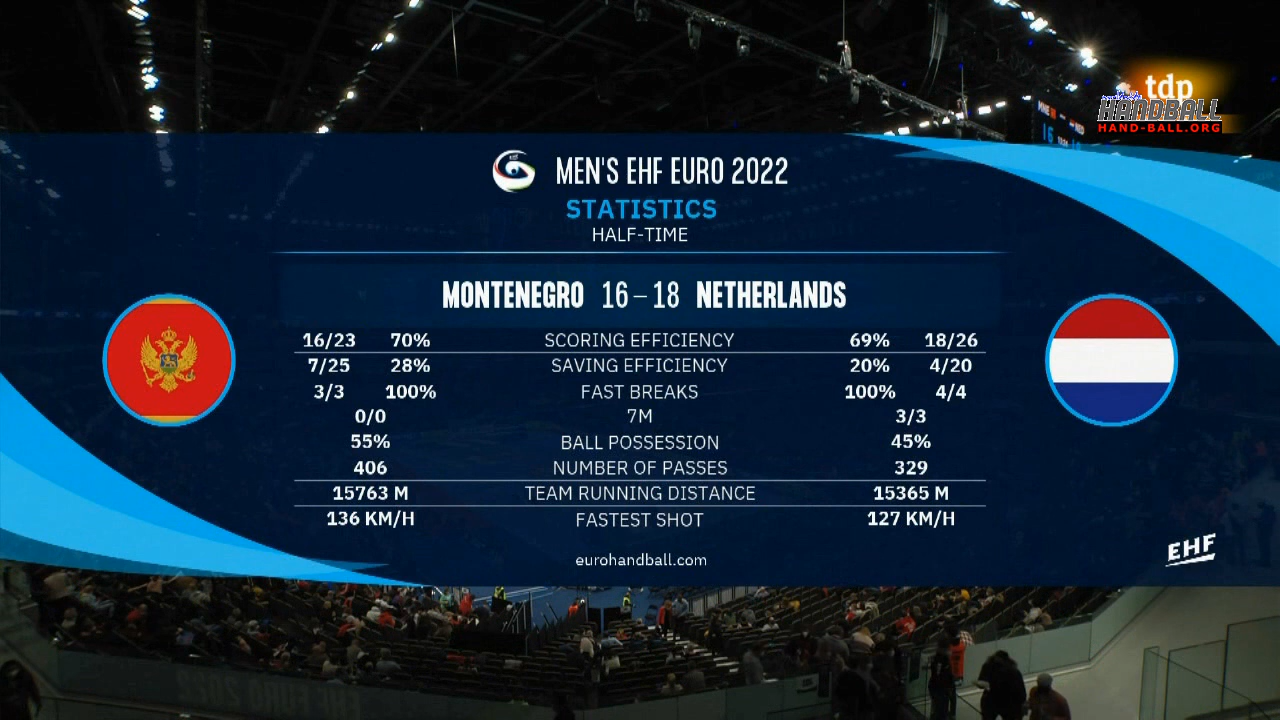 tdp
HANDBALL
HAND-BALL.ORG
MEN'S EHF EURO 2022
STATISTICS
HALF-TIME
MONTENEGRO 16 – 18 NETHERLANDS
16/23 70% SCORING EFFICIENCY 69% 18/26
7/25 28% SAVING EFFICIENCY 20% 4/20
3/3 100% FAST BREAKS 100% 4/4
0/0 7M 3/3
55% BALL POSSESSION 45%
406 NUMBER OF PASSES 329
15763 M TEAM RUNNING DISTANCE 15365 M
136 KM/H FASTEST SHOT 127 KM/H
eurohandball.com
EHF